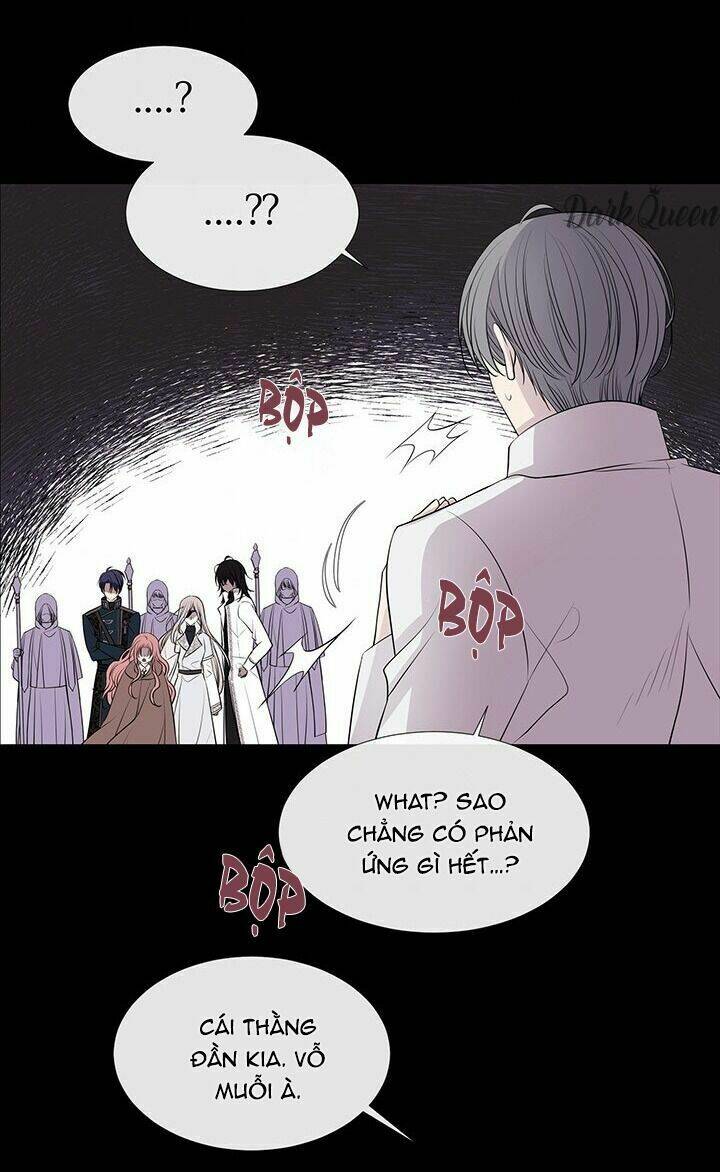 ....?
....??
DarkQueen
BỘP
BỘP
WHAT? SAO
CHẲNG CÓ PHẢN
ỨNG GÌ HẾT...?
BỘP
CÁI THẰNG
ĐẦN KIA. VỖ
MUỖI À.